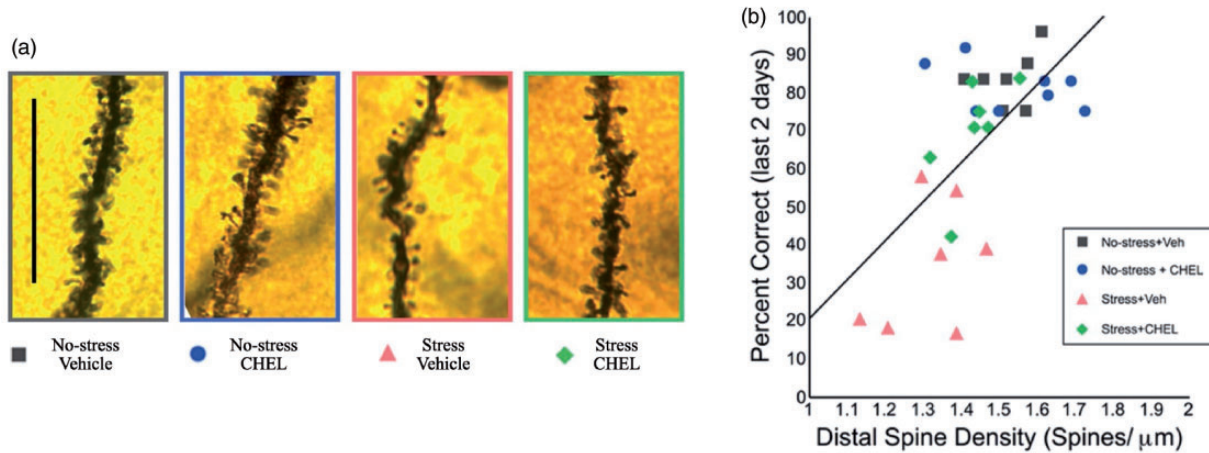 (a)
No-stress
Vehicle
No-stress
CHEL
Stress
Vehicle
Stress
CHEL
(b)
Percent Correct (last 2 days)
100
90
80
70
60
50
40
30
20
10
0
No-stress+Veh
No-stress + CHEL
Stress+Veh
Stress+CHEL
1 1.1 1.2 1.3 1.4 1.5 1.6 1.7 1.8 1.9 2
Distal Spine Density (Spines/ μm)